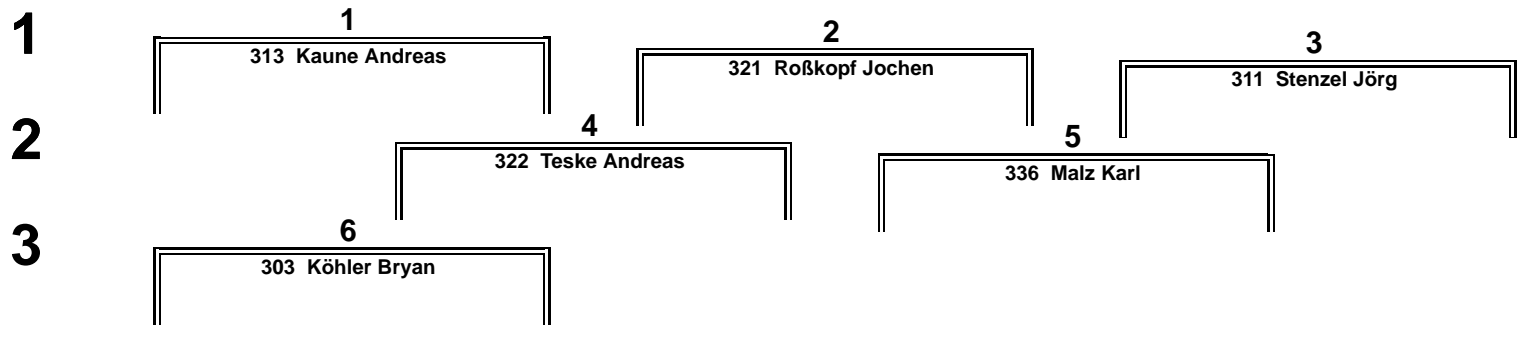 1
1
313 Kaune Andreas
2
321 Roßkopf Jochen
3
311 Stenzel Jörg
2
4
322 Teske Andreas
5
336 Malz Karl
3
6
303 Köhler Bryan